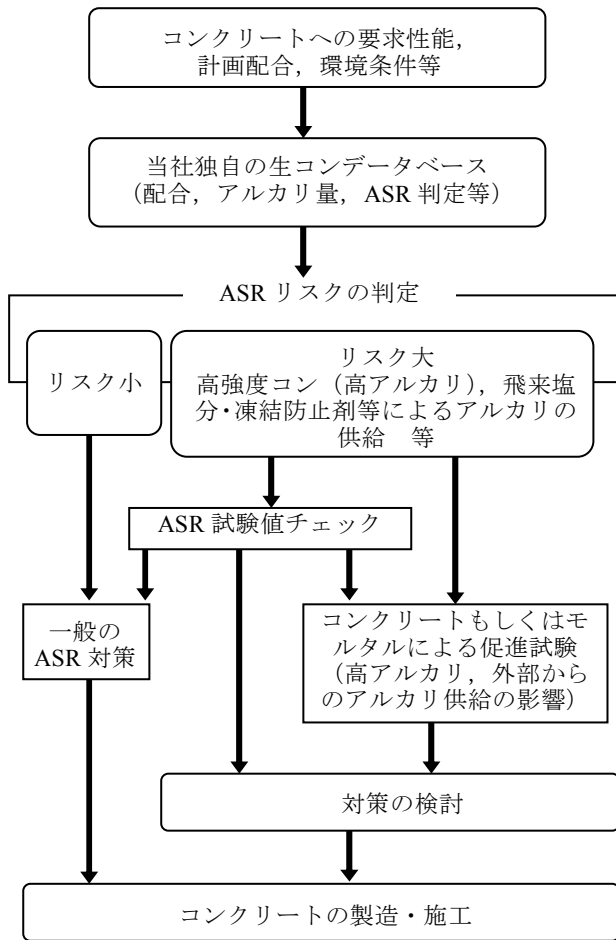 コンクリートへの要求性能，
計画配合，環境条件等
当社独自の生コンデータベース
（配合，アルカリ量，ASR 判定等）
ASR リスクの判定
リスク小
リスク大
高強度コン（高アルカリ），飛来塩
分・凍結防止剤等によるアルカリの
供給　等
ASR 試験値チェック
一般の
ASR 対策
コンクリートもしくはモ
ルタルによる促進試験
（高アルカリ，外部から
のアルカリ供給の影響）
対策の検討
コンクリートの製造・施工